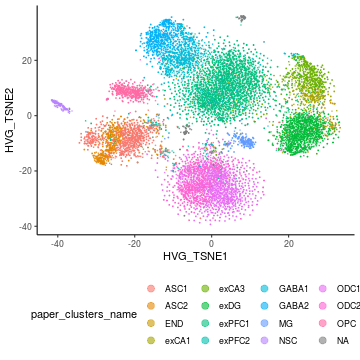 HVG_TSNE2
40
20
0
-20
-40
-40
-20
0
20
HVG_TSNE1
paper_clusters_name
ASC1
exCA3
GABA1
ODC1
ASC2
exDG
GABA2
ODC2
END
exPFC1
MG
OPC
exCA1
exPFC2
NSC
NA